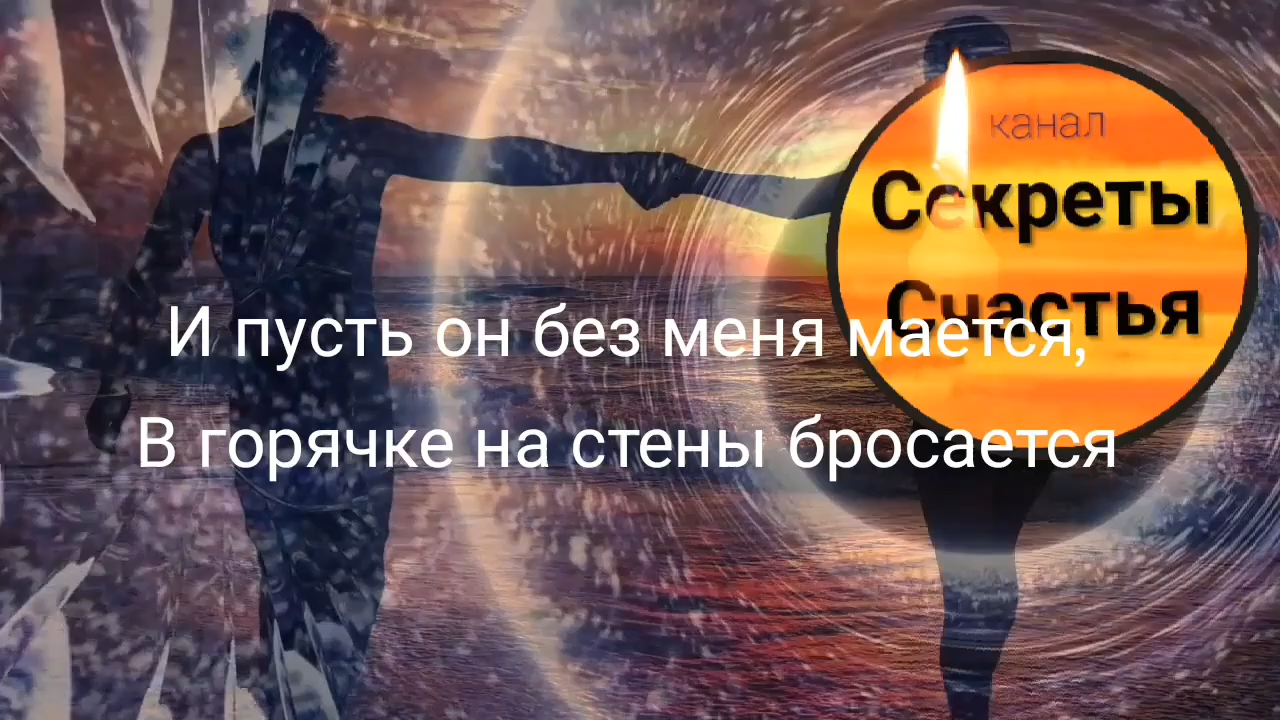 канал
Секреты
Счастья
И пусть он без меня мается,
В горячке на стены бросается